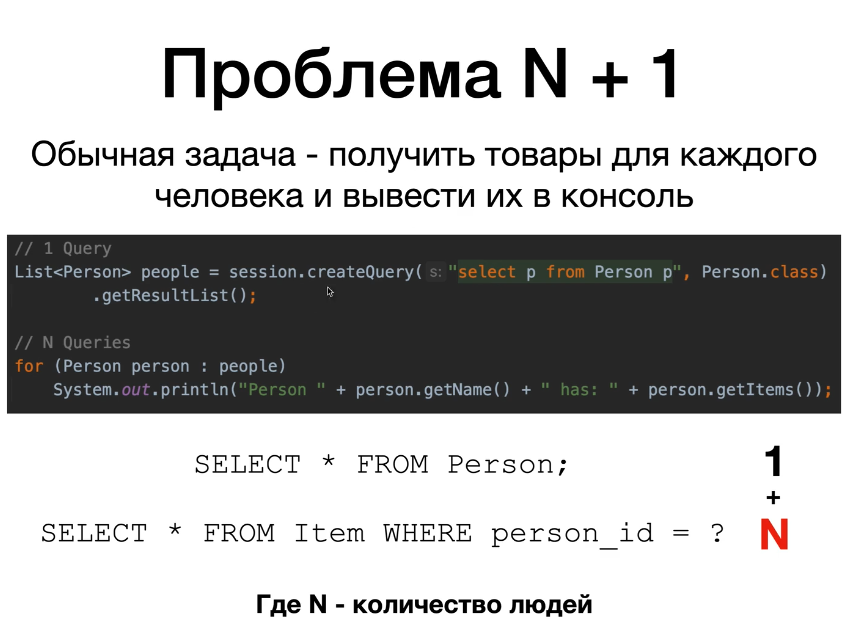 Проблема N + 1
Обычная задача - получить товары для каждого
человека и вывести их в консоль
// 1 Query
List<Person> people = session.createQuery( s: "select p from Person p", Person.class)
.getResultList();
// N Queries
for (Person person : people)
System.out.println("Person " + person.getName() + " has: " + person.getItems());
SELECT * FROM Person;
1
+
SELECT * FROM Item WHERE person_id = ?
N
Где N - количество людей